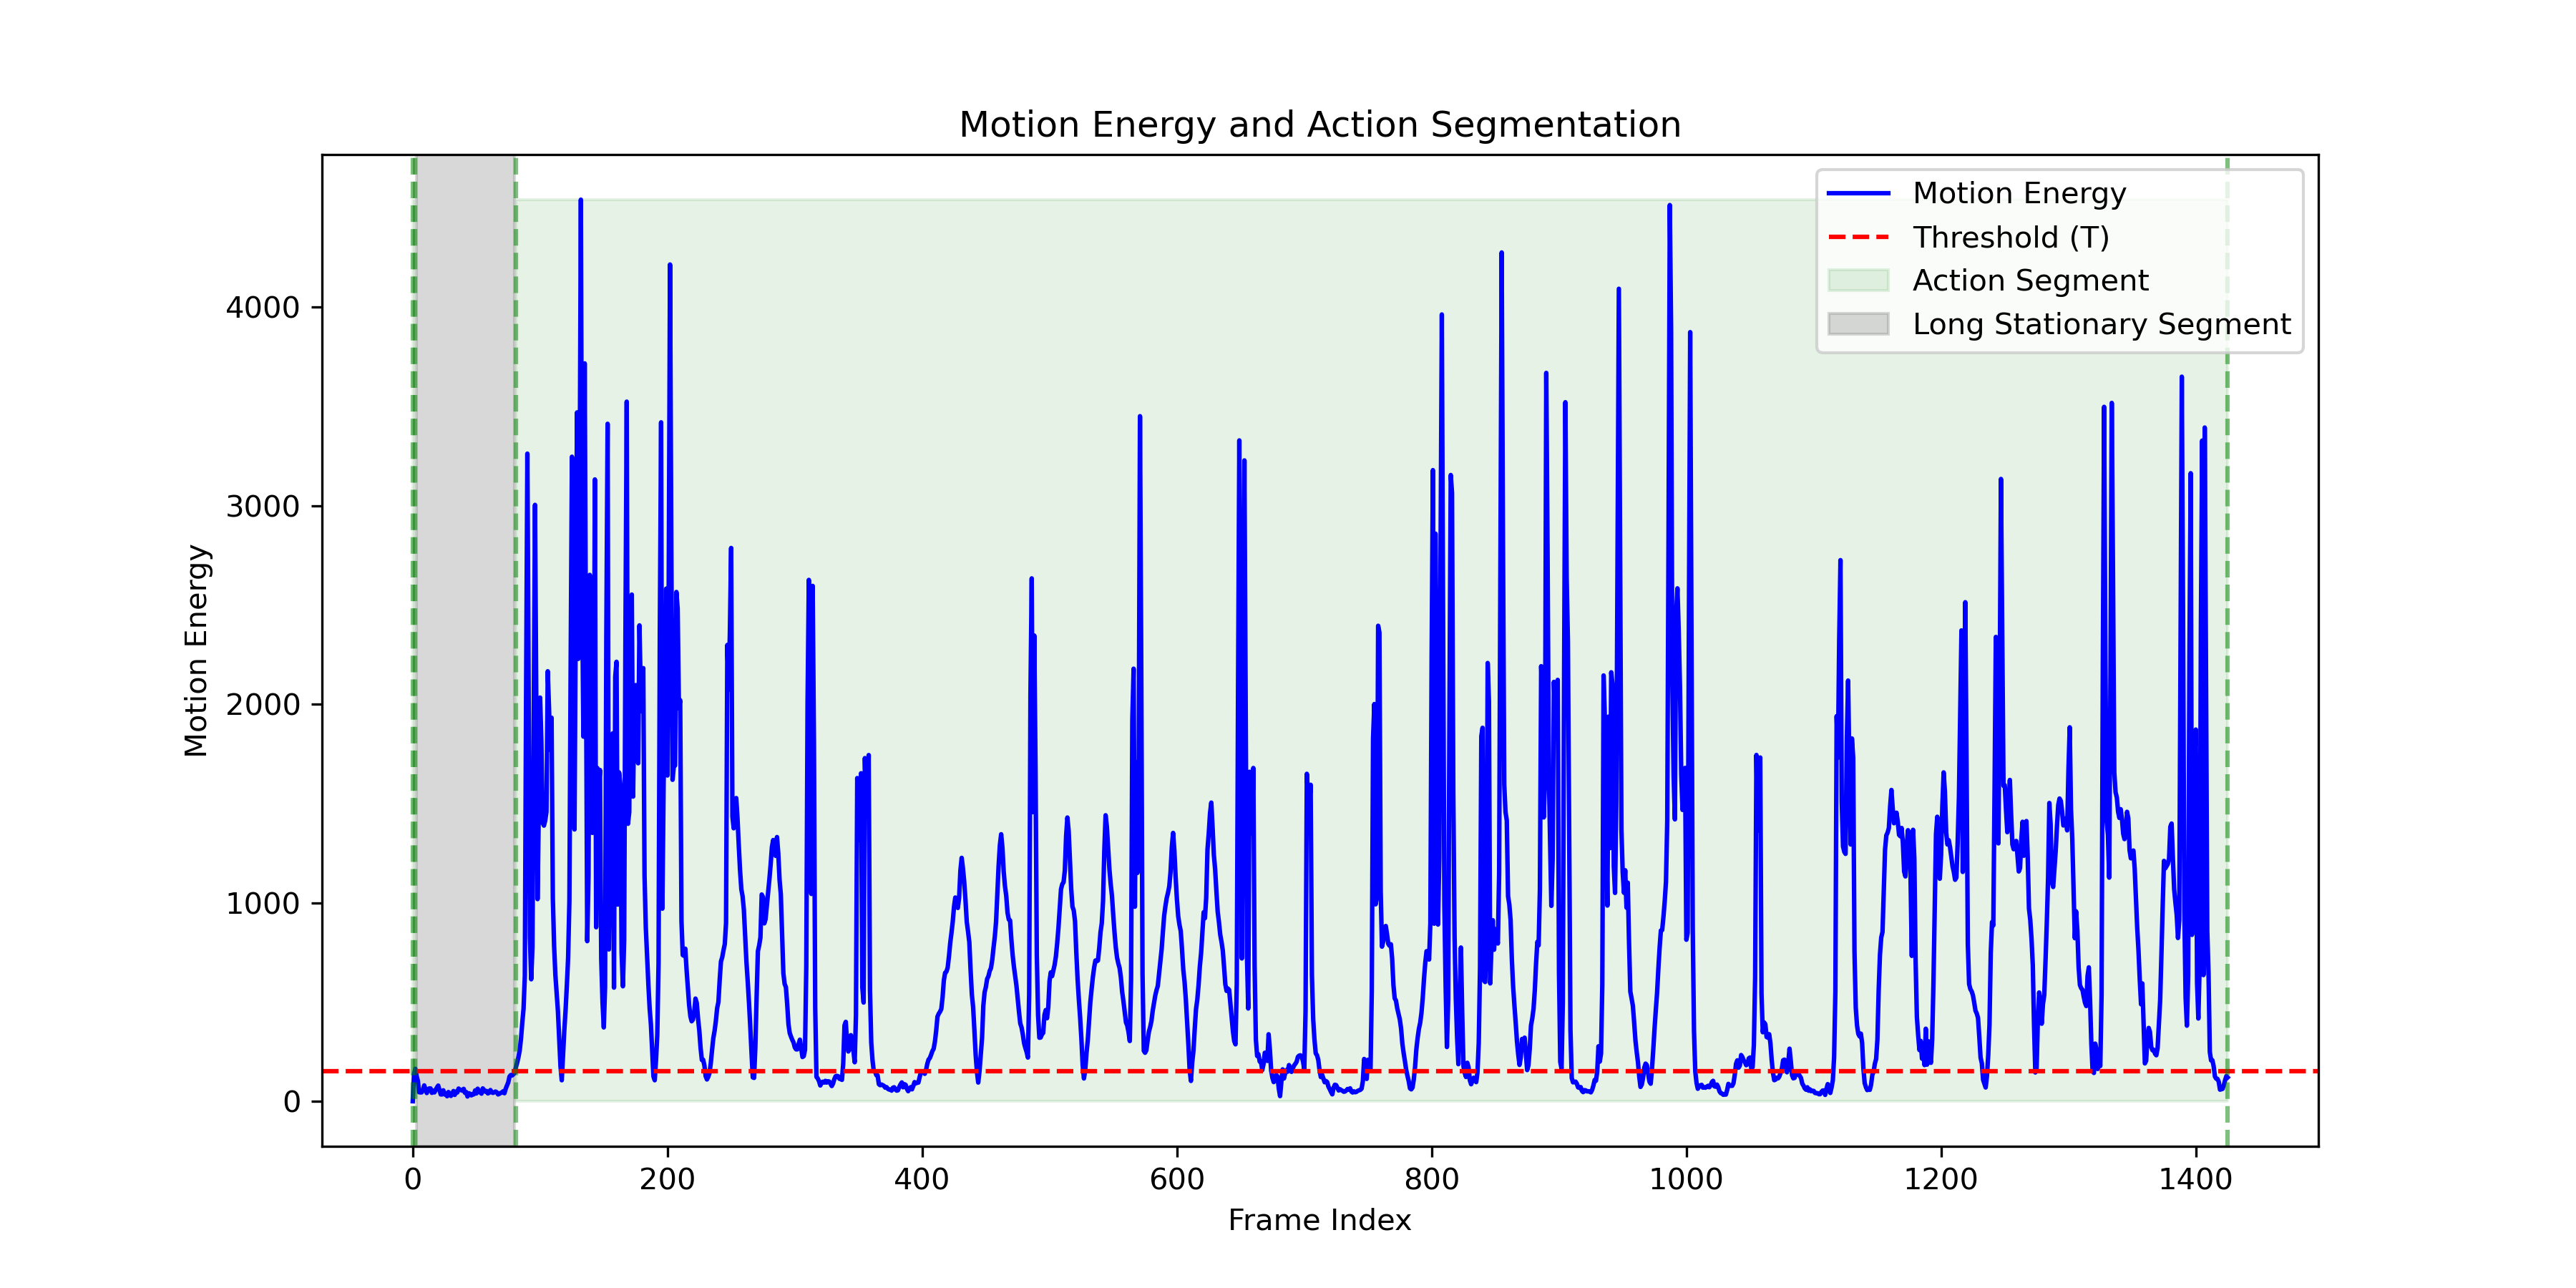 Motion Energy and Action Segmentation
Motion Energy
Threshold (T)
Action Segment
Long Stationary Segment
Motion Energy
4000
3000
2000
1000
0
0 200 400 600 800 1000 1200 1400
Frame Index